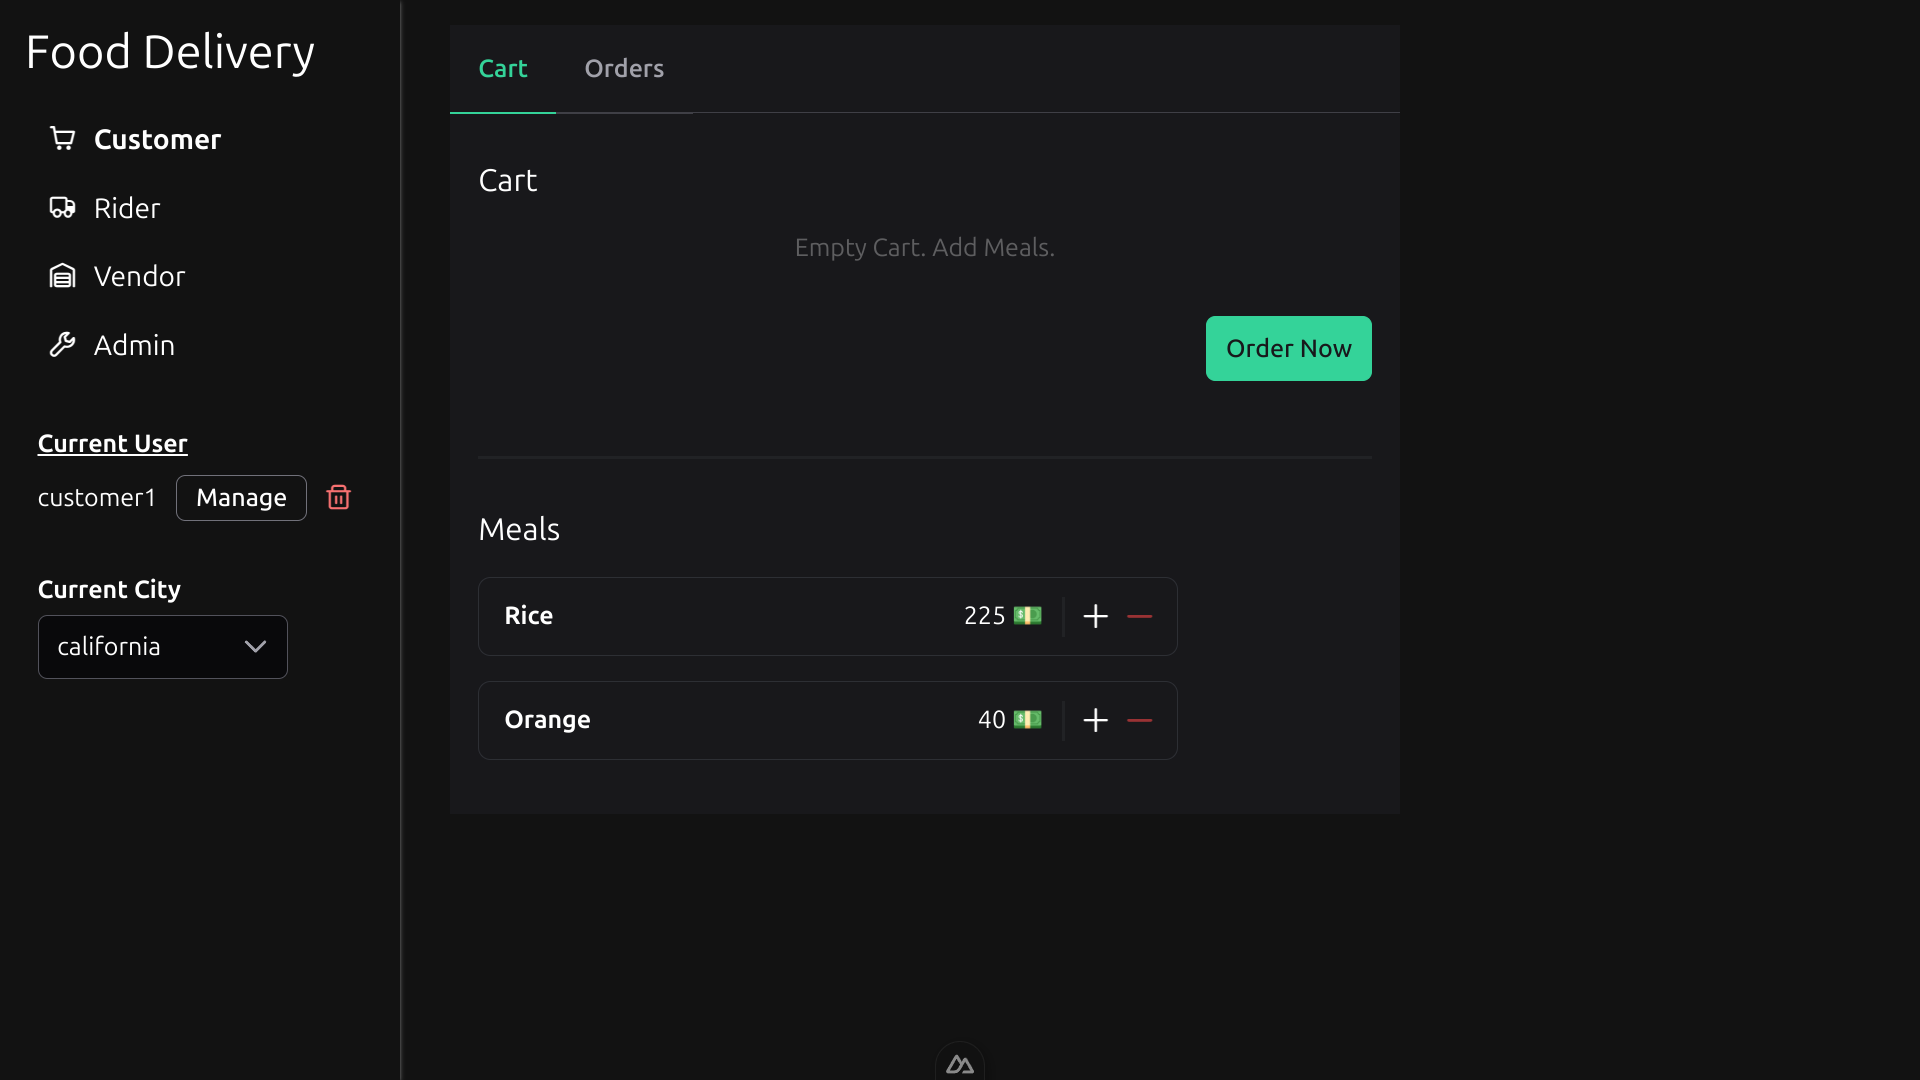 Food Delivery
Customer
Rider
Vendor
Admin
Current User
customer1 Manage
Current City
california
Cart Orders
Cart
Empty Cart. Add Meals.
Order Now
Meals
Rice 225 💵
Orange 40 💵